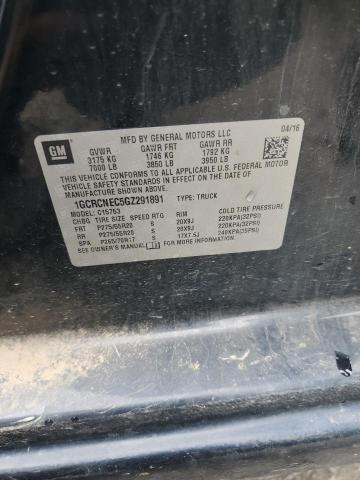 GM
MFD BY GENERAL MOTORS LLC
04/16
GVWR GAWR FRT GAWR RR
3175 KG 1746 KG 1792 KG
7000 LB 3850 LB 3950 LB
THIS VEHICLE CONFORMS TO ALL APPLICABLE U.S. FEDERAL MOTOR
VEHICLE SAFETY STANDARDS IN EFFECT ON THE DATE OF
MANUFACTURE SHOWN ABOVE.
1GCRCNEC5GZ291891 TYPE: TRUCK
MODEL: C15753
TIRE SIZE SPEED RTG RIM COLD TIRE PRESSURE
FRT P275/55R20 S 20X9J 220KPA(32PSI)
RR P275/55R20 S 20X9J 220KPA(32PSI)
SPA P265/70R17 S 17X7.5J 240KPA(35PSI)
SEE OWNER'S MANUAL